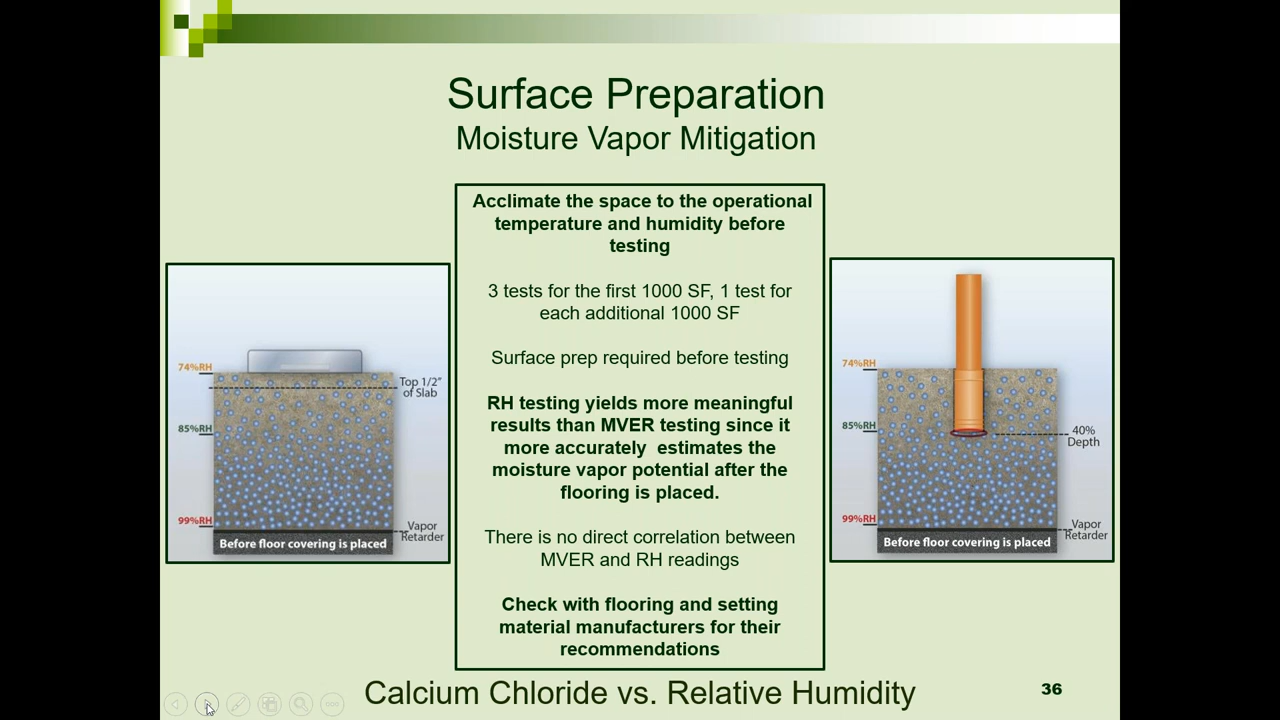 Surface Preparation
Moisture Vapor Mitigation
Acclimate the space to the operational
temperature and humidity before
testing
3 tests for the first 1000 SF, 1 test for
each additional 1000 SF
Surface prep required before testing
RH testing yields more meaningful
results than MVER testing since it
more accurately estimates the
moisture vapor potential after the
flooring is placed.
There is no direct correlation between
MVER and RH readings
Check with flooring and setting
material manufacturers for their
recommendations
74%RH
Top 1/2"
of Slab
85%RH
99%RH
Vapor
Retarder
Before floor covering is placed
74%RH
85%RH
40%
Depth
99%RH
Vapor
Retarder
Before floor covering is placed
Calcium Chloride vs. Relative Humidity
36